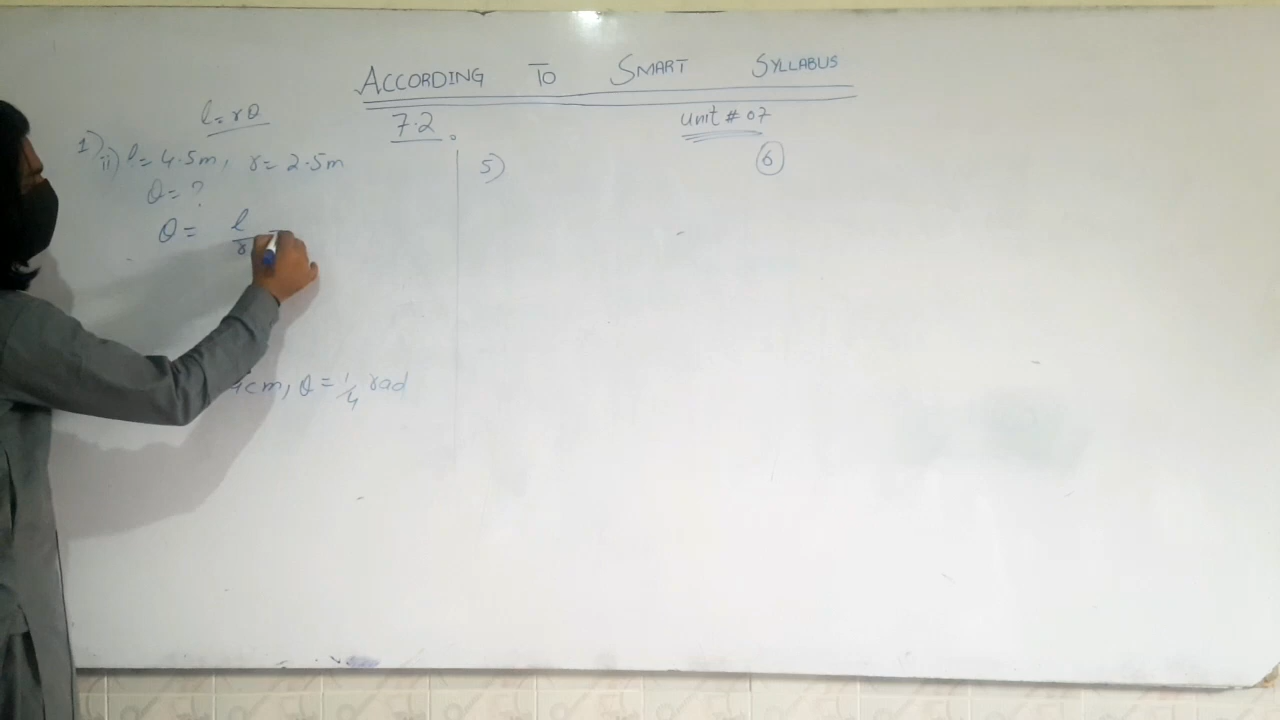 ACCORDING TO SMART SYLLABUS
l = rθ
7.2.
Unit # 07
1) ii) l = 4.5m, r = 2.5m
θ = ?
θ = l/r =
4cm, θ = 1/4 rad
5)
6